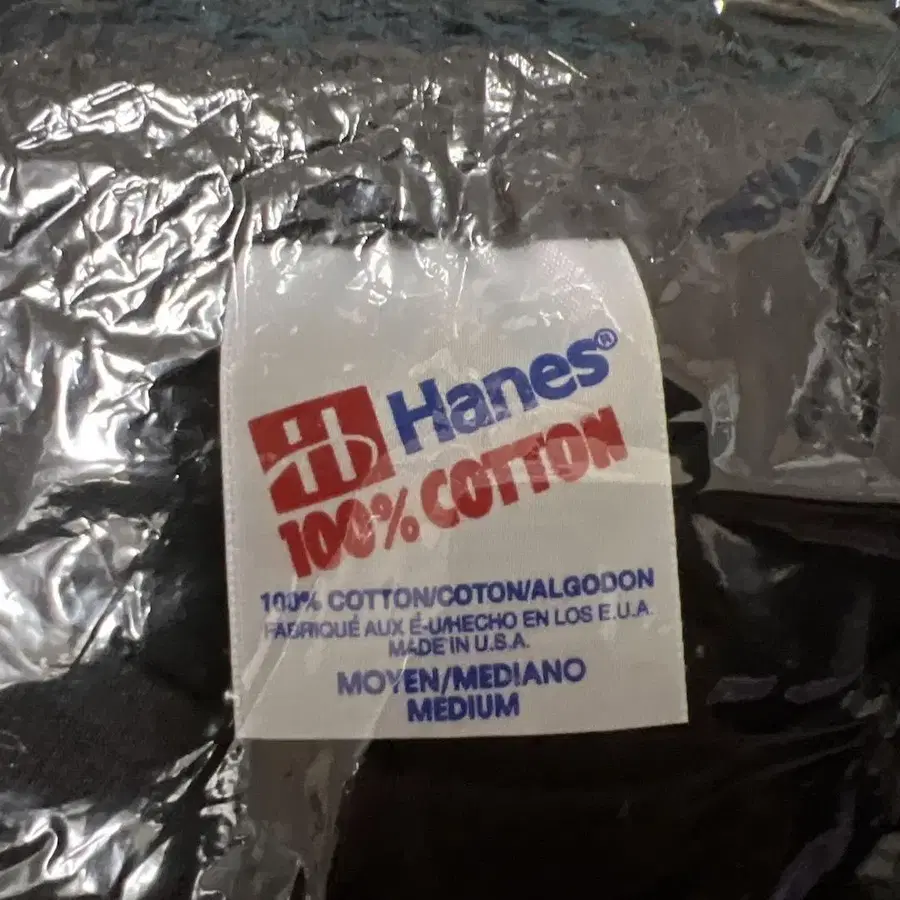 Hanes®
100% COTTON
100% COTTON/COTON/ALGODON
FABRIQUÉ AUX É-U/HECHO EN LOS E.U.A.
MADE IN U.S.A.
MOYEN/MEDIANO
MEDIUM